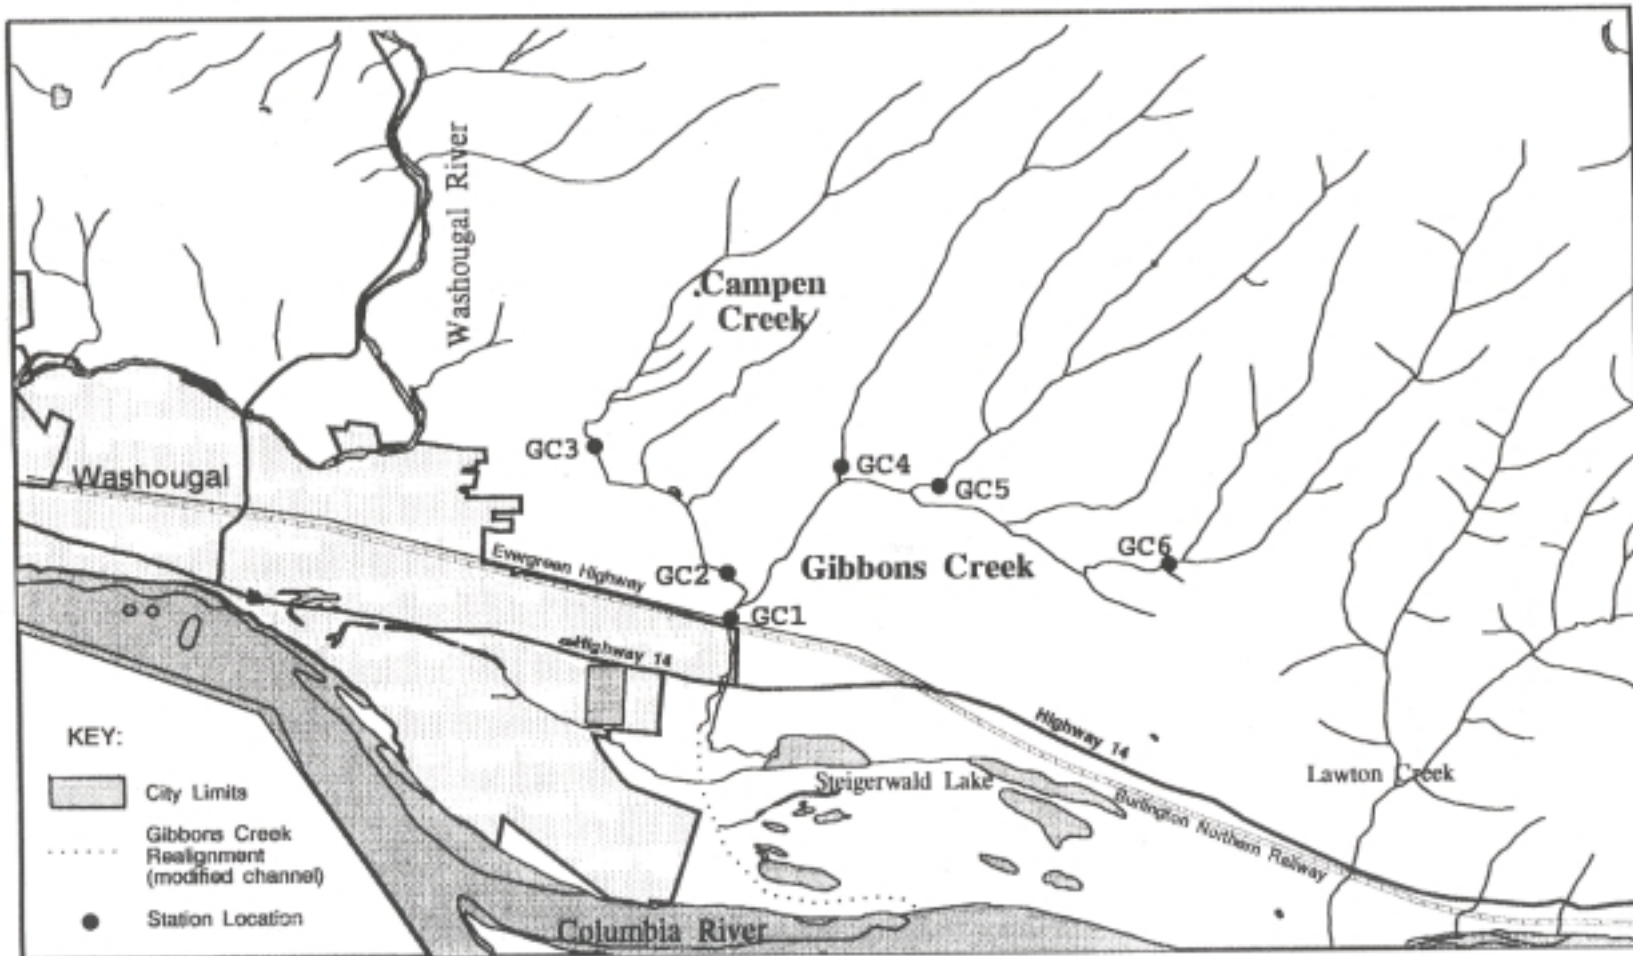 Washougal River
Campen
Creek
GC3
GC4
GC5
Washougal
GC6
Evergreen Highway
GC2
Gibbons Creek
GC1
Highway 14
Highway 14
KEY:
Steigerwald Lake
Lawton Creek
City Limits
Burlington Northern Railway
Gibbons Creek
Realignment
(modified channel)
Station Location
Columbia River